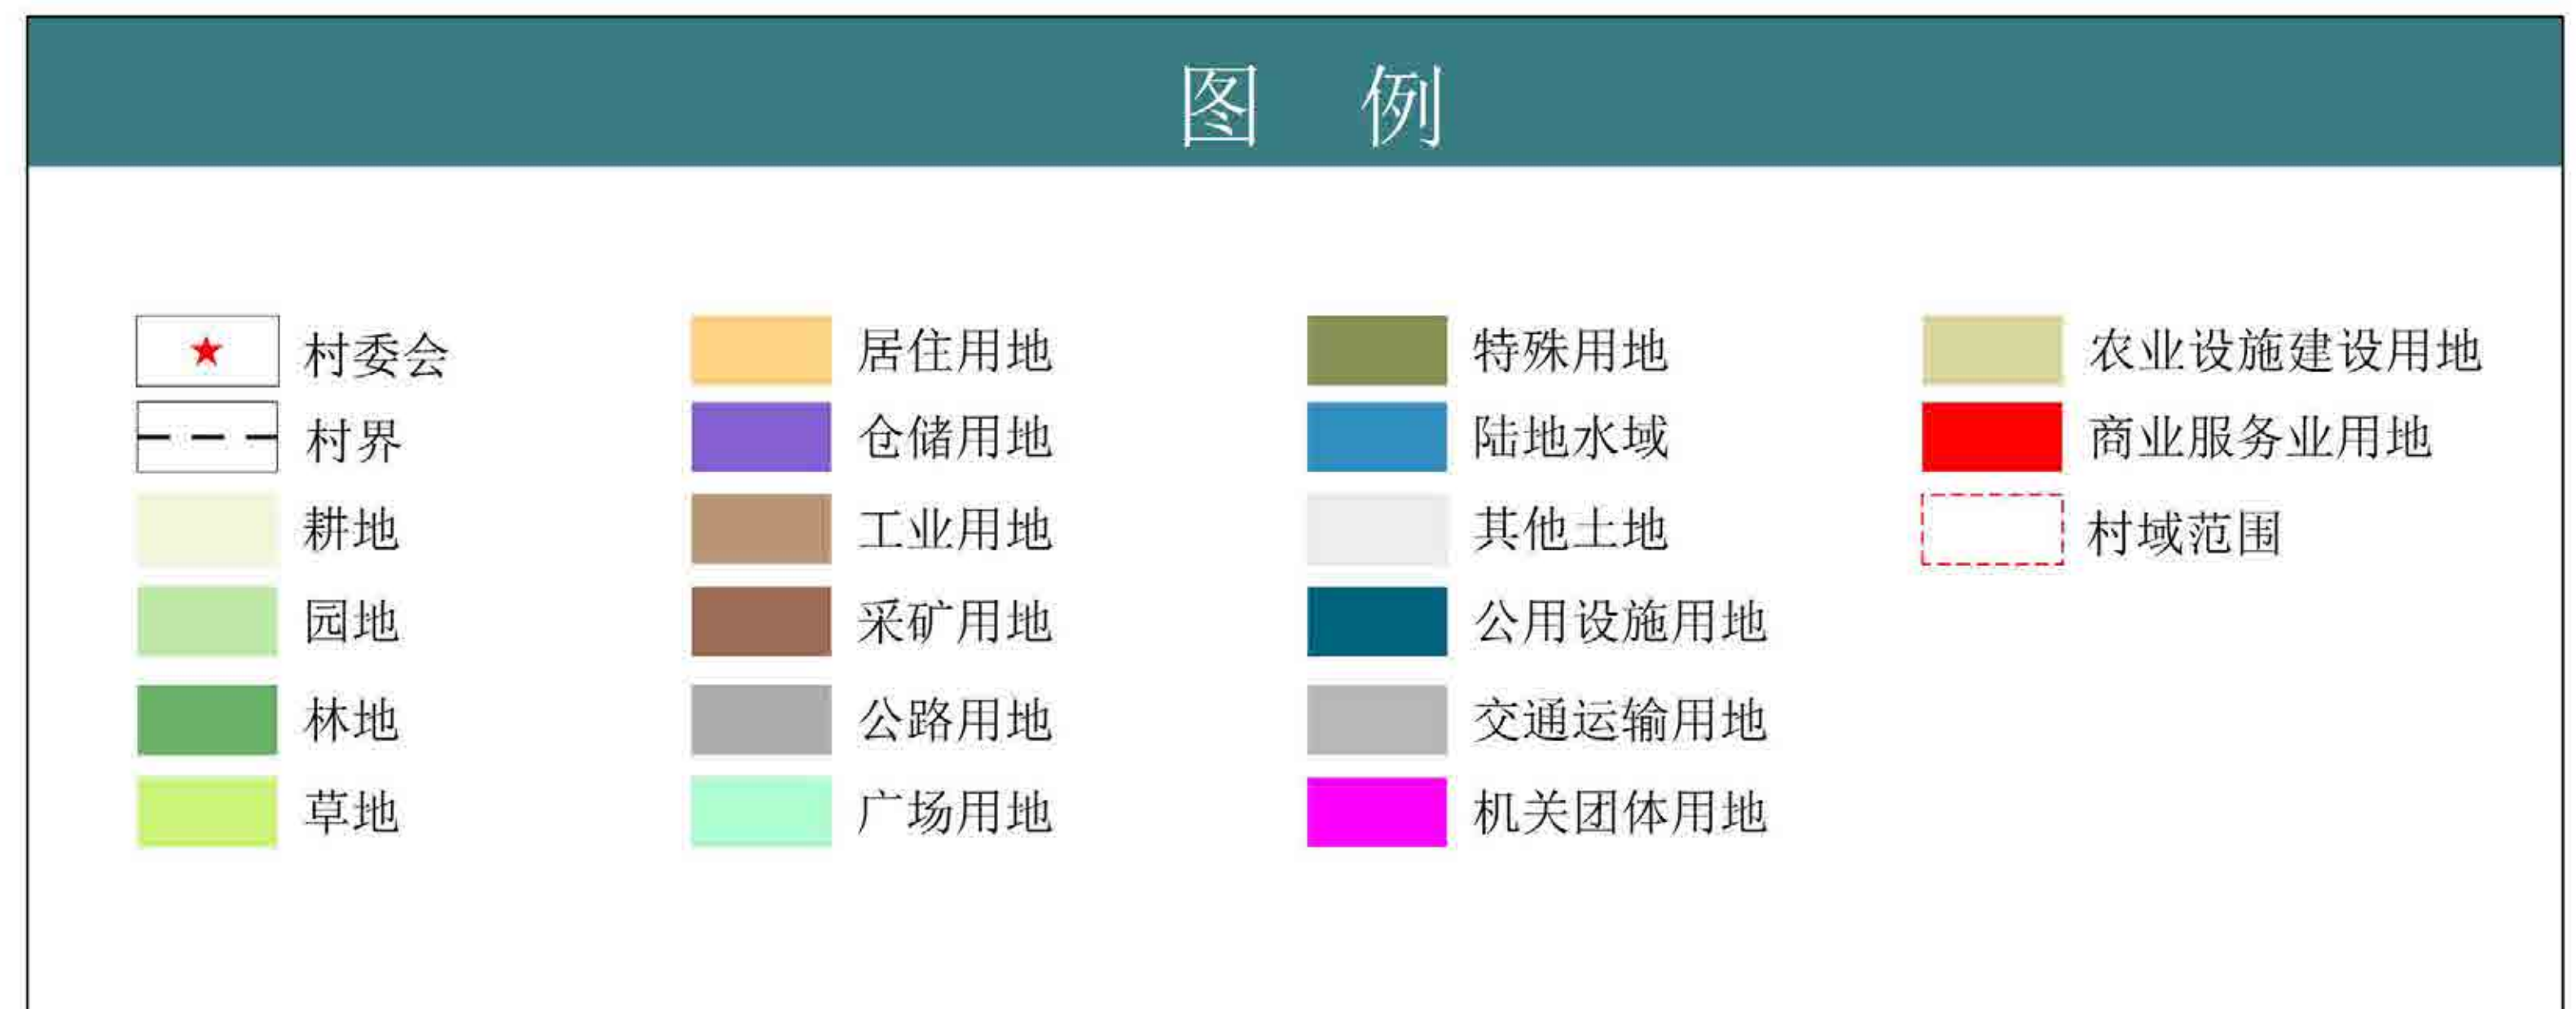 图 例
村委会
村界
耕地
园地
林地
草地
居住用地
仓储用地
工业用地
采矿用地
公路用地
广场用地
特殊用地
陆地水域
其他土地
公用设施用地
交通运输用地
机关团体用地
农业设施建设用地
商业服务业用地
村域范围